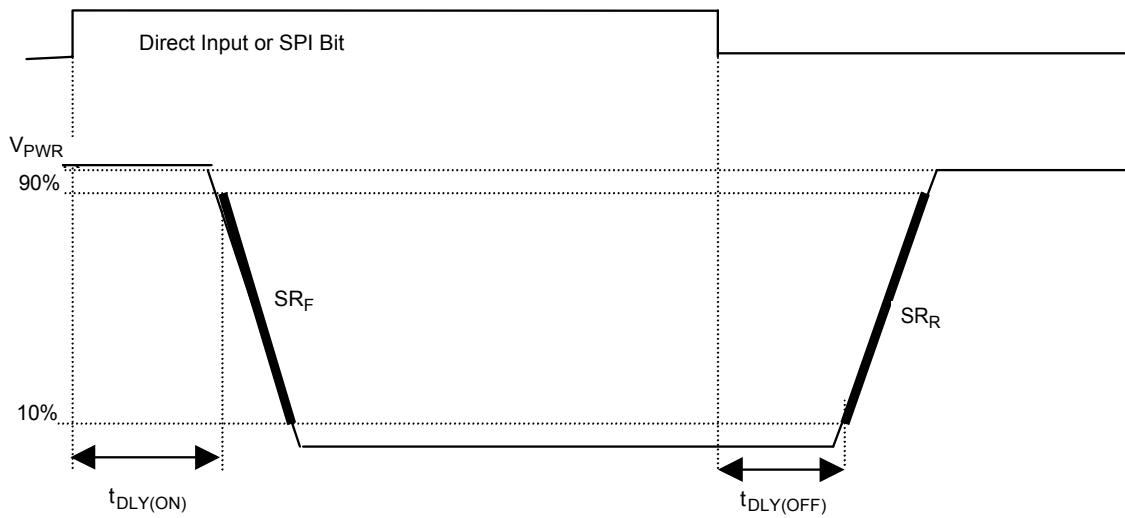 Direct Input or SPI Bit
VPWR
90%
SRF
SRR
10%
tDLY(ON)
tDLY(OFF)